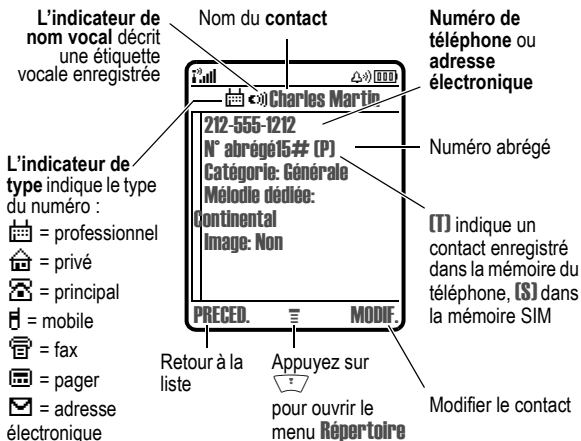 L'indicateur de
nom vocal décrit
une étiquette
vocale enregistrée
Nom du contact
Numéro de
téléphone ou
adresse
électronique
Charles Martin
212-555-1212
N° abrégé15# (P)
Catégorie: Générale
Mélodie dédiée:
Continental
Image: Non
PRECED.
MODIF.
Numéro abrégé
(T) indique un
contact enregistré
dans la mémoire du
téléphone, (S) dans
la mémoire SIM
L'indicateur de
type indique le type
du numéro :
= professionnel
= privé
= principal
= mobile
= fax
= pager
= adresse
électronique
Retour à la
liste
Appuyez sur
pour ouvrir le
menu Répertoire
Modifier le contact